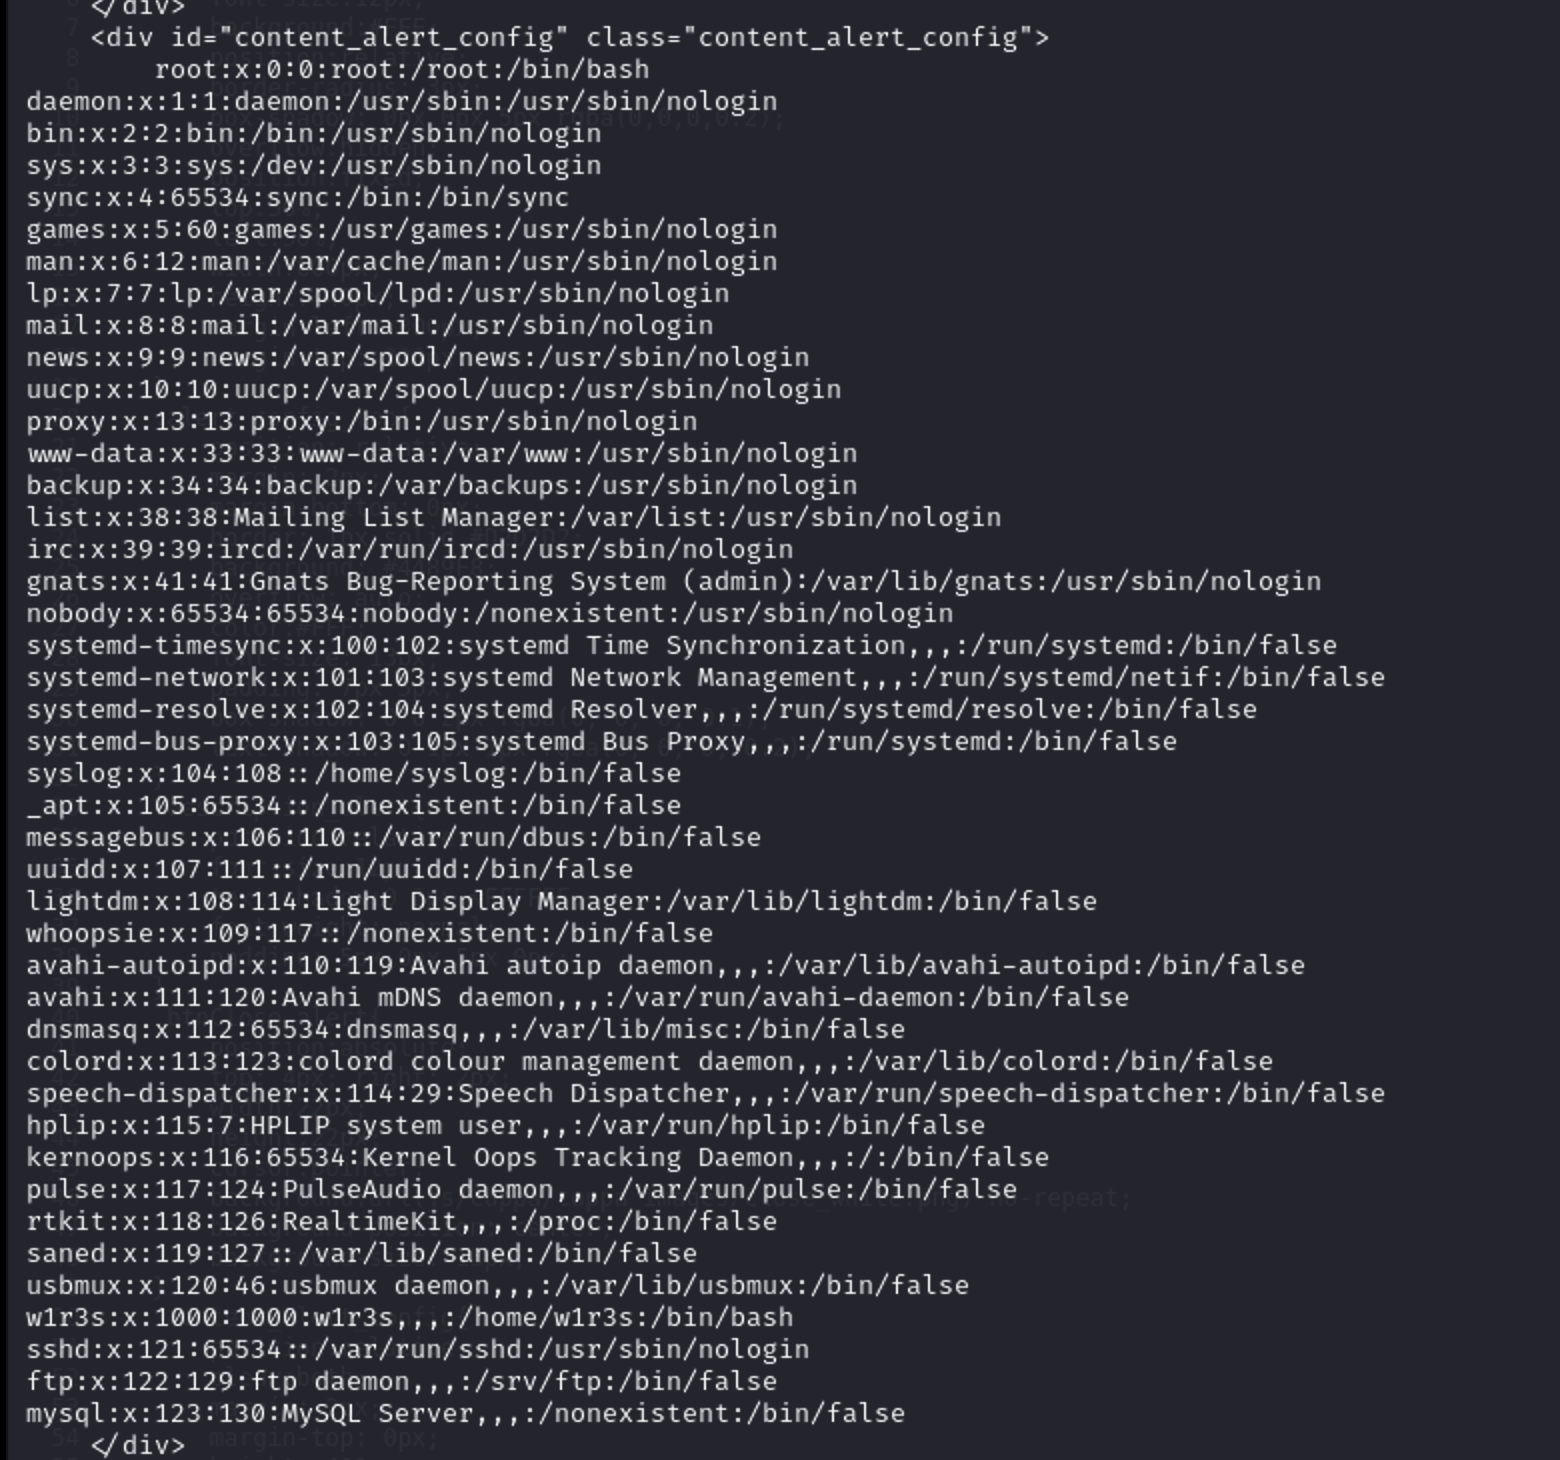 </div>
<div id="content_alert_config" class="content_alert_config">
root:x:0:0:root:/root:/bin/bash
daemon:x:1:1:daemon:/usr/sbin:/usr/sbin/nologin
bin:x:2:2:bin:/bin:/usr/sbin/nologin
sys:x:3:3:sys:/dev:/usr/sbin/nologin
sync:x:4:65534:sync:/bin:/bin/sync
games:x:5:60:games:/usr/games:/usr/sbin/nologin
man:x:6:12:man:/var/cache/man:/usr/sbin/nologin
lp:x:7:7:lp:/var/spool/lpd:/usr/sbin/nologin
mail:x:8:8:mail:/var/mail:/usr/sbin/nologin
news:x:9:9:news:/var/spool/news:/usr/sbin/nologin
uucp:x:10:10:uucp:/var/spool/uucp:/usr/sbin/nologin
proxy:x:13:13:proxy:/bin:/usr/sbin/nologin
www-data:x:33:33:www-data:/var/www:/usr/sbin/nologin
backup:x:34:34:backup:/var/backups:/usr/sbin/nologin
list:x:38:38:Mailing List Manager:/var/list:/usr/sbin/nologin
irc:x:39:39:ircd:/var/run/ircd:/usr/sbin/nologin
gnats:x:41:41:Gnats Bug-Reporting System (admin):/var/lib/gnats:/usr/sbin/nologin
nobody:x:65534:65534:nobody:/nonexistent:/usr/sbin/nologin
systemd-timesync:x:100:102:systemd Time Synchronization,,,:/run/systemd:/bin/false
systemd-network:x:101:103:systemd Network Management,,,:/run/systemd/netif:/bin/false
systemd-resolve:x:102:104:systemd Resolver,,,:/run/systemd/resolve:/bin/false
systemd-bus-proxy:x:103:105:systemd Bus Proxy,,,:/run/systemd:/bin/false
syslog:x:104:108::/home/syslog:/bin/false
_apt:x:105:65534::/nonexistent:/bin/false
messagebus:x:106:110::/var/run/dbus:/bin/false
uuidd:x:107:111::/run/uuidd:/bin/false
lightdm:x:108:114:Light Display Manager:/var/lib/lightdm:/bin/false
whoopsie:x:109:117::/nonexistent:/bin/false
avahi-autoipd:x:110:119:Avahi autoip daemon,,,:/var/lib/avahi-autoipd:/bin/false
avahi:x:111:120:Avahi mDNS daemon,,,:/var/run/avahi-daemon:/bin/false
dnsmasq:x:112:65534:dnsmasq,,,:/var/lib/misc:/bin/false
colord:x:113:123:colord colour management daemon,,,:/var/lib/colord:/bin/false
speech-dispatcher:x:114:29:Speech Dispatcher,,,:/var/run/speech-dispatcher:/bin/false
hplip:x:115:7:HPLIP system user,,,:/var/run/hplip:/bin/false
kernoops:x:116:65534:Kernel Oops Tracking Daemon,,,:/:/bin/false
pulse:x:117:124:PulseAudio daemon,,,:/var/run/pulse:/bin/false
rtkit:x:118:126:RealtimeKit,,,:/proc:/bin/false
saned:x:119:127::/var/lib/saned:/bin/false
usbmux:x:120:46:usbmux daemon,,,:/var/lib/usbmux:/bin/false
w1r3s:x:1000:1000:w1r3s,,,:/home/w1r3s:/bin/bash
sshd:x:121:65534::/var/run/sshd:/usr/sbin/nologin
ftp:x:122:129:ftp daemon,,,:/srv/ftp:/bin/false
mysql:x:123:130:MySQL Server,,,:/nonexistent:/bin/false
</div>